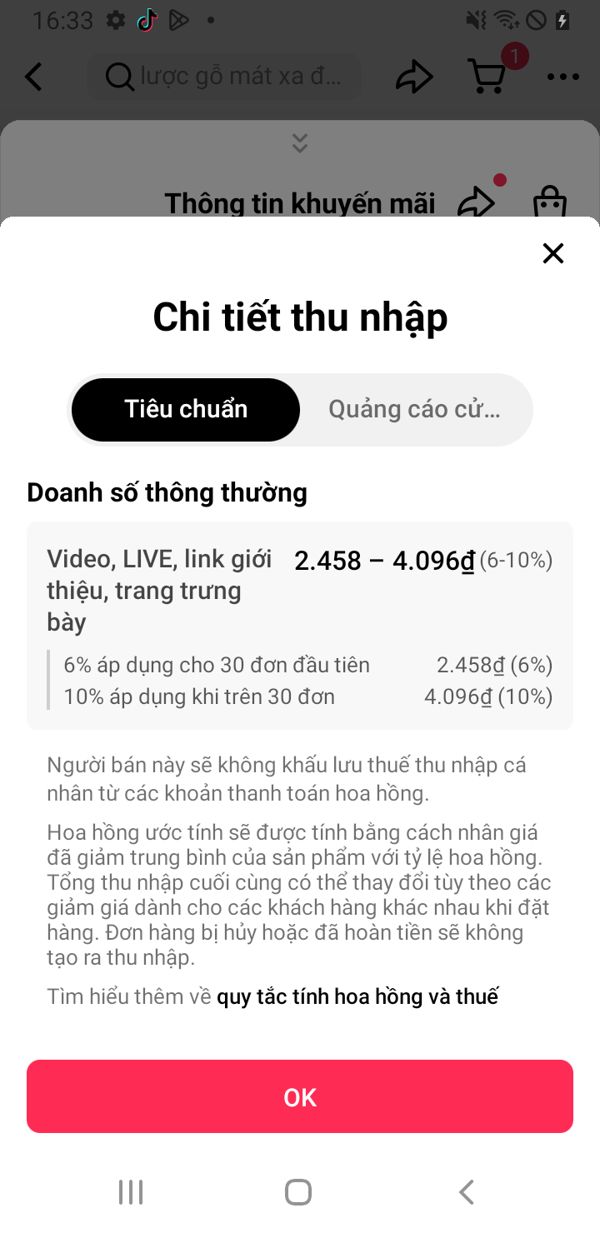 16:33
lược gỗ mát xa đ...
1
Thông tin khuyến mãi
Chi tiết thu nhập
Tiêu chuẩn
Quảng cáo cử...
Doanh số thông thường
Video, LIVE, link giới 2.458 – 4.096₫ (6-10%)
thiệu, trang trưng
bày
6% áp dụng cho 30 đơn đầu tiên 2.458₫ (6%)
10% áp dụng khi trên 30 đơn 4.096₫ (10%)
Người bán này sẽ không khấu lưu thuế thu nhập cá
nhân từ các khoản thanh toán hoa hồng.
Hoa hồng ước tính sẽ được tính bằng cách nhân giá
đã giảm trung bình của sản phẩm với tỷ lệ hoa hồng.
Tổng thu nhập cuối cùng có thể thay đổi tùy theo các
giảm giá dành cho các khách hàng khác nhau khi đặt
hàng. Đơn hàng bị hủy hoặc đã hoàn tiền sẽ không
tạo ra thu nhập.
Tìm hiểu thêm về quy tắc tính hoa hồng và thuế
OK